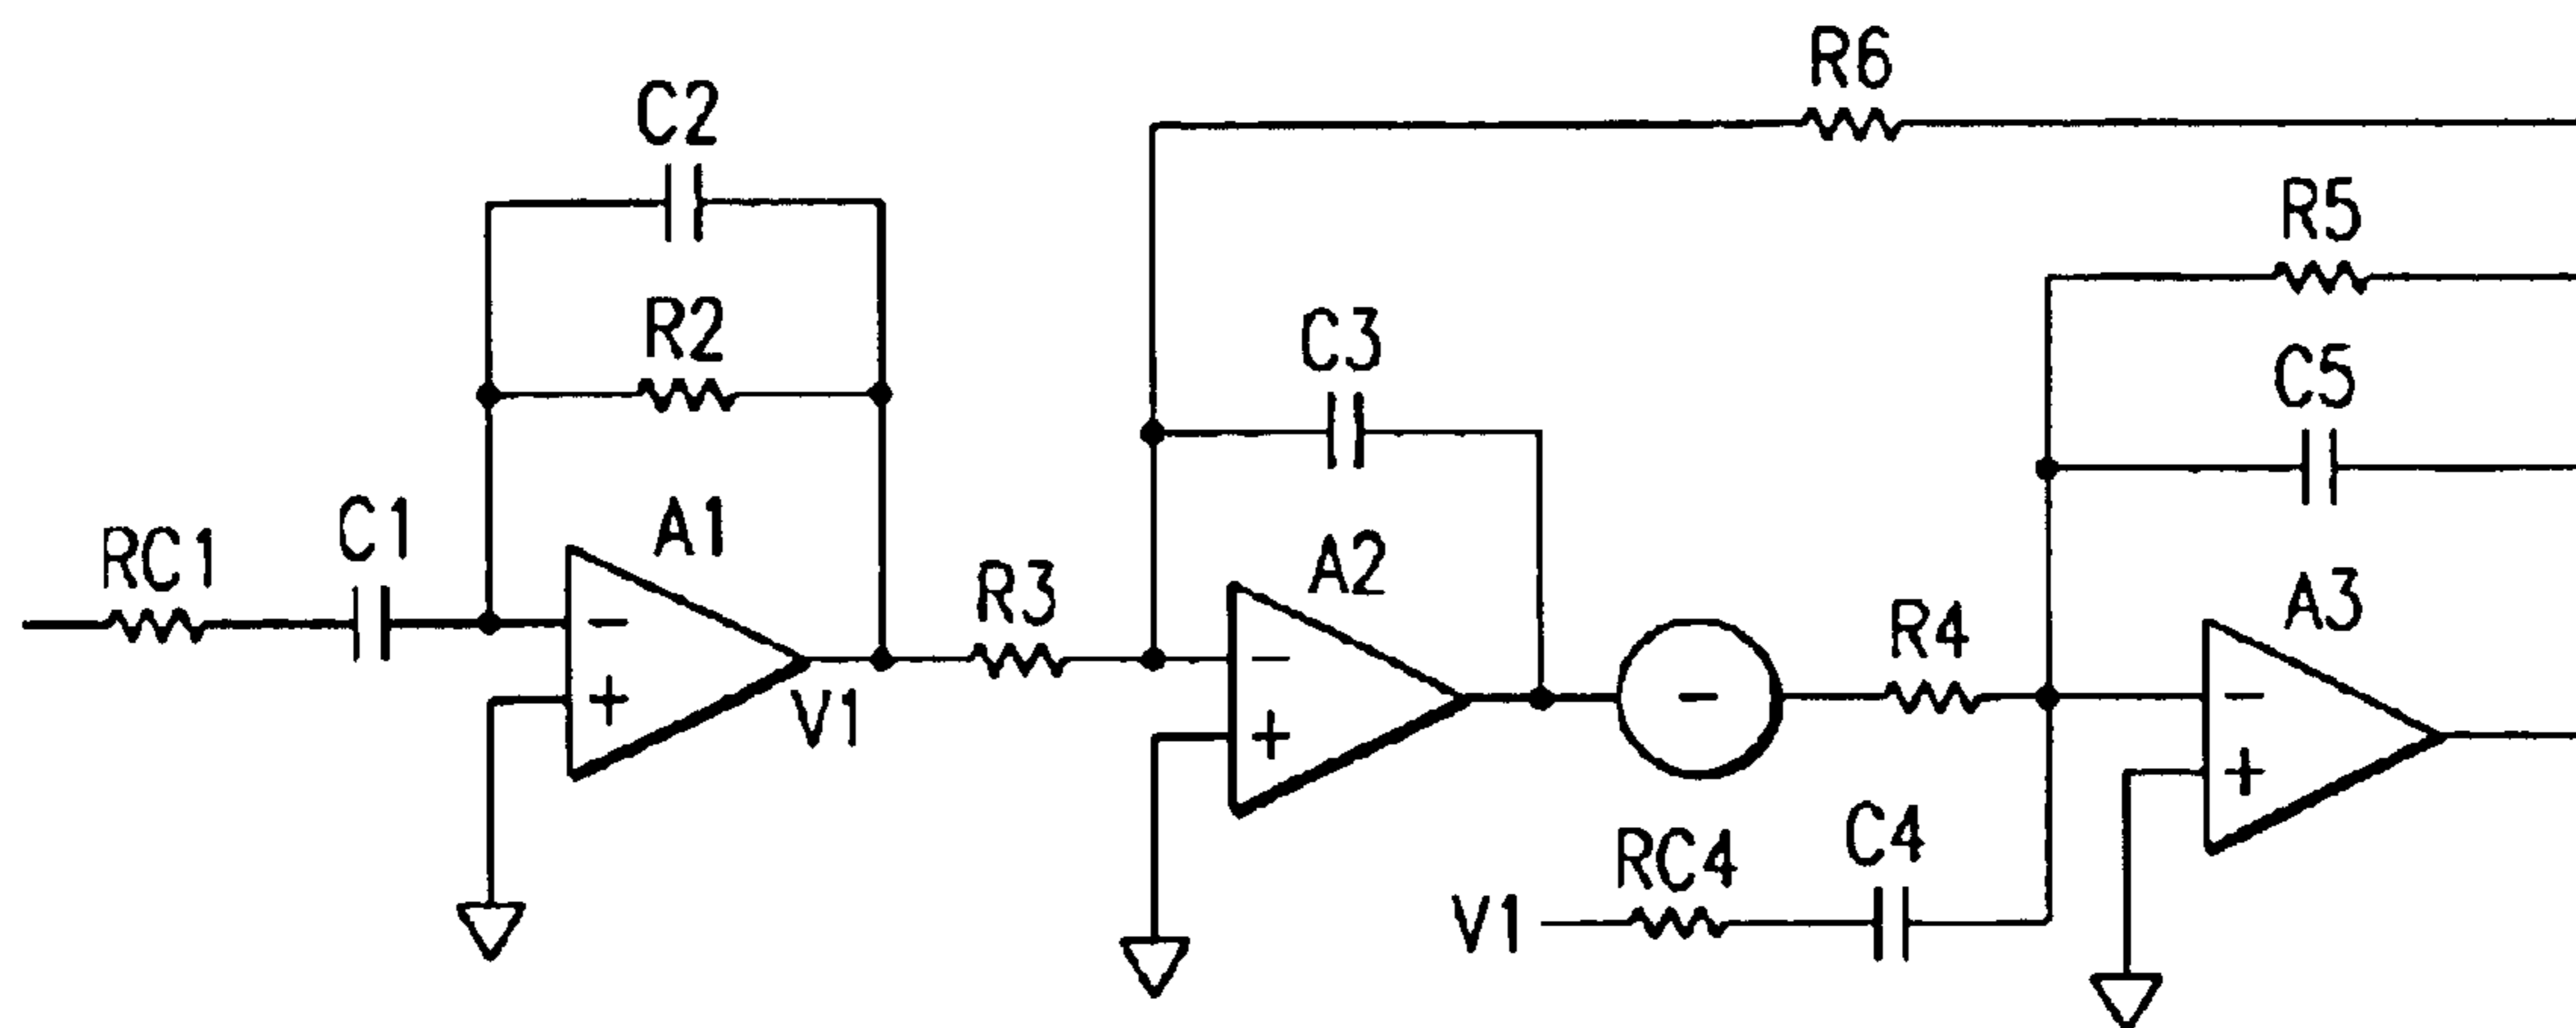 R6
C2
R5
R2
C3
C5
RC1
C1
A1
R3
A2
R4
A3
−
−
−
−
+
V1
+
+
C4
RC4
V1